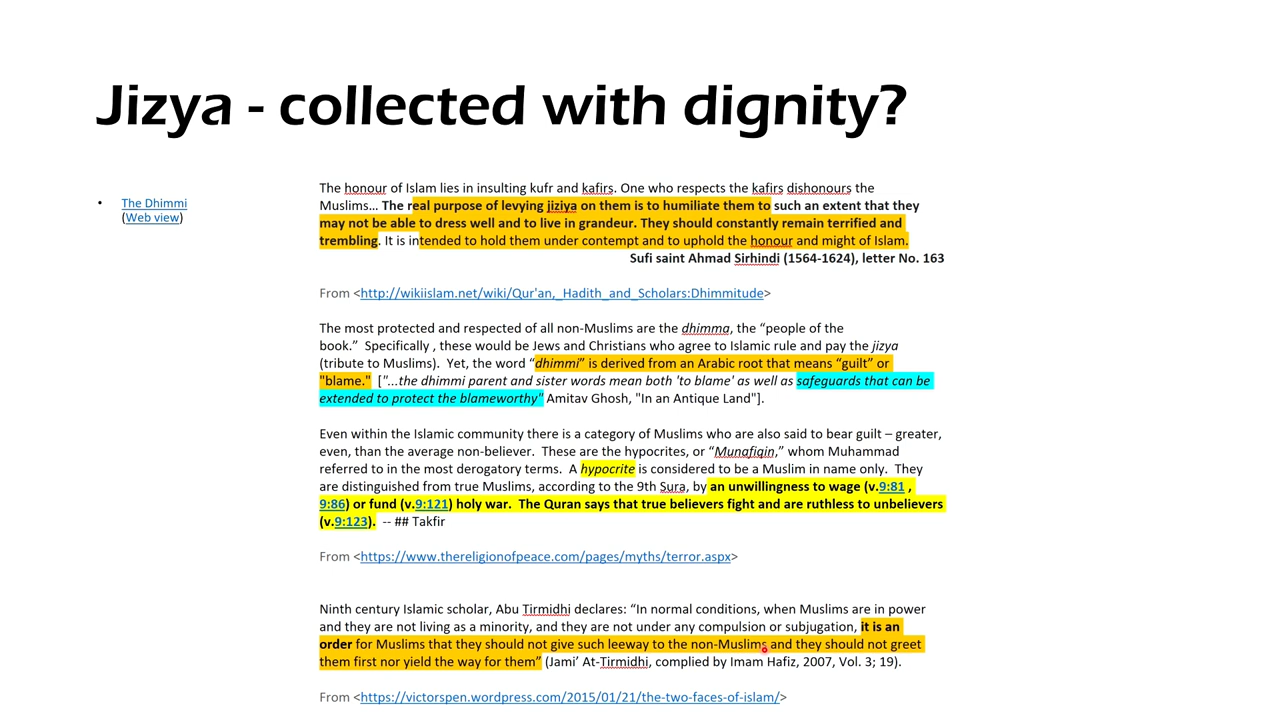 Jizya - collected with dignity?
• The Dhimmi
(Web view)
The honour of Islam lies in insulting kufr and kafirs. One who respects the kafirs dishonours the
Muslims… The real purpose of levying jiziya on them is to humiliate them to such an extent that they
may not be able to dress well and to live in grandeur. They should constantly remain terrified and
trembling. It is intended to hold them under contempt and to uphold the honour and might of Islam.
Sufi saint Ahmad Sirhindi (1564-1624), letter No. 163
From <http://wikiislam.net/wiki/Qur'an,_Hadith_and_Scholars:Dhimmitude>
The most protected and respected of all non-Muslims are the dhimma, the “people of the
book.”  Specifically , these would be Jews and Christians who agree to Islamic rule and pay the jizya
(tribute to Muslims).  Yet, the word “dhimmi” is derived from an Arabic root that means “guilt” or
"blame."  ["...the dhimmi parent and sister words mean both 'to blame' as well as safeguards that can be
extended to protect the blameworthy" Amitav Ghosh, "In an Antique Land"].
Even within the Islamic community there is a category of Muslims who are also said to bear guilt – greater,
even, than the average non-believer.  These are the hypocrites, or “Munafiqin,” whom Muhammad
referred to in the most derogatory terms.  A hypocrite is considered to be a Muslim in name only.  They
are distinguished from true Muslims, according to the 9th Sura, by an unwillingness to wage (v.9:81 ,
9:86) or fund (v.9:121) holy war.  The Quran says that true believers fight and are ruthless to unbelievers
(v.9:123).  -- ## Takfir
From <https://www.thereligionofpeace.com/pages/myths/terror.aspx>
Ninth century Islamic scholar, Abu Tirmidhi declares: “In normal conditions, when Muslims are in power
and they are not living as a minority, and they are not under any compulsion or subjugation, it is an
order for Muslims that they should not give such leeway to the non-Muslims and they should not greet
them first nor yield the way for them” (Jami’ At-Tirmidhi, complied by Imam Hafiz, 2007, Vol. 3; 19).
From <https://victorspen.wordpress.com/2015/01/21/the-two-faces-of-islam/>